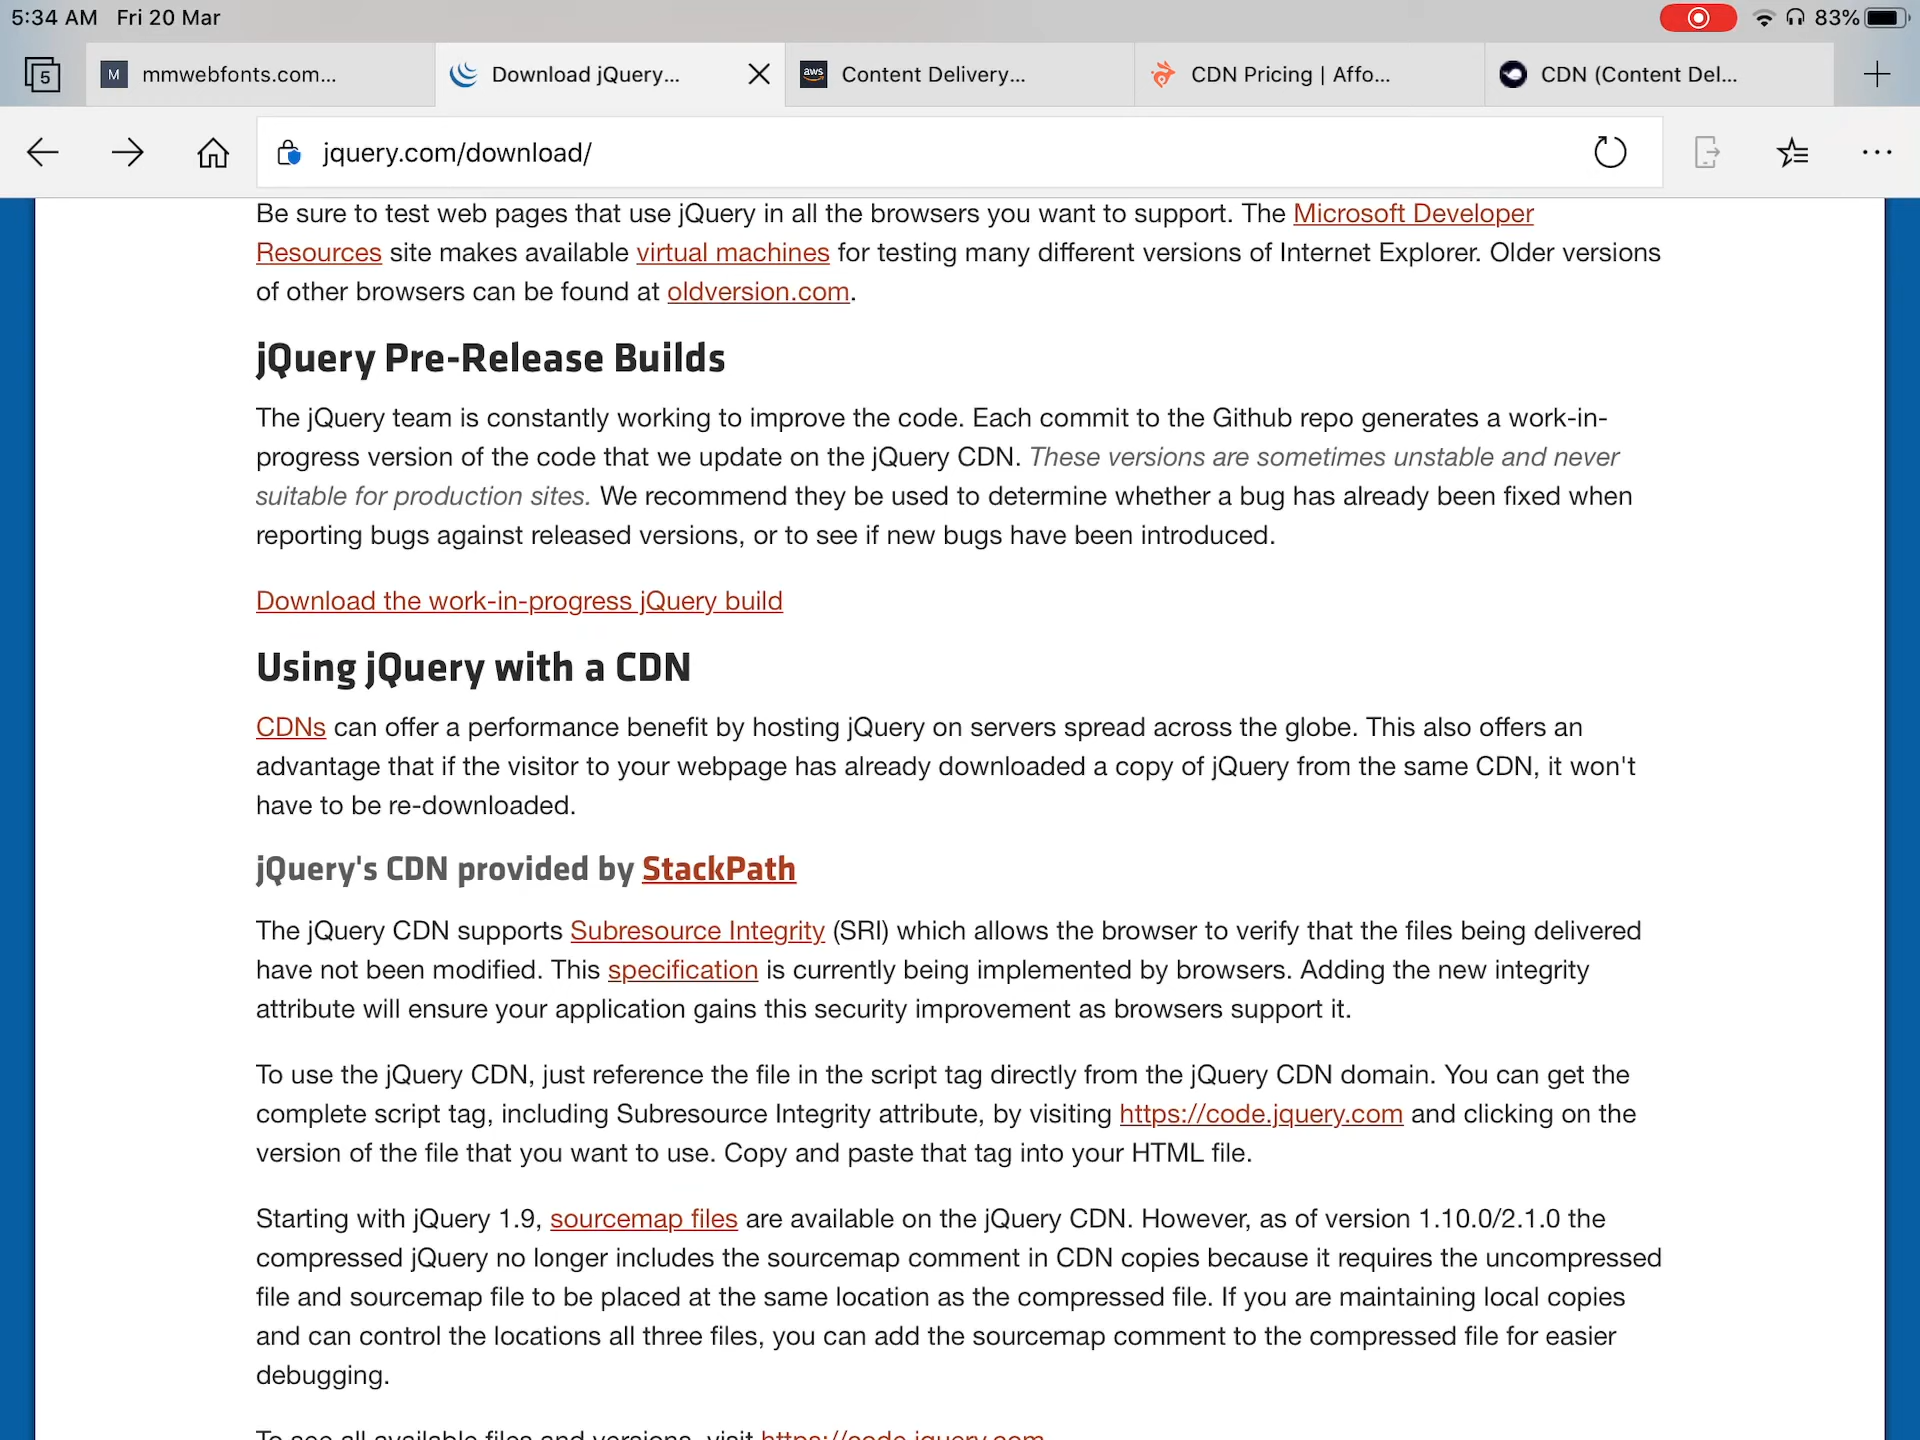 5:34 AM Fri 20 Mar 83%
5 M mmwebfonts.com... Download jQuery... aws Content Delivery... CDN Pricing | Affo... CDN (Content Del...
jquery.com/download/
Be sure to test web pages that use jQuery in all the browsers you want to support. The Microsoft Developer
Resources site makes available virtual machines for testing many different versions of Internet Explorer. Older versions
of other browsers can be found at oldversion.com.
jQuery Pre-Release Builds
The jQuery team is constantly working to improve the code. Each commit to the Github repo generates a work-in-
progress version of the code that we update on the jQuery CDN. These versions are sometimes unstable and never
suitable for production sites. We recommend they be used to determine whether a bug has already been fixed when
reporting bugs against released versions, or to see if new bugs have been introduced.
Download the work-in-progress jQuery build
Using jQuery with a CDN
CDNs can offer a performance benefit by hosting jQuery on servers spread across the globe. This also offers an
advantage that if the visitor to your webpage has already downloaded a copy of jQuery from the same CDN, it won't
have to be re-downloaded.
jQuery's CDN provided by StackPath
The jQuery CDN supports Subresource Integrity (SRI) which allows the browser to verify that the files being delivered
have not been modified. This specification is currently being implemented by browsers. Adding the new integrity
attribute will ensure your application gains this security improvement as browsers support it.
To use the jQuery CDN, just reference the file in the script tag directly from the jQuery CDN domain. You can get the
complete script tag, including Subresource Integrity attribute, by visiting https://code.jquery.com and clicking on the
version of the file that you want to use. Copy and paste that tag into your HTML file.
Starting with jQuery 1.9, sourcemap files are available on the jQuery CDN. However, as of version 1.10.0/2.1.0 the
compressed jQuery no longer includes the sourcemap comment in CDN copies because it requires the uncompressed
file and sourcemap file to be placed at the same location as the compressed file. If you are maintaining local copies
and can control the locations all three files, you can add the sourcemap comment to the compressed file for easier
debugging.
To see all available files and versions, visit https://code.jquery.com